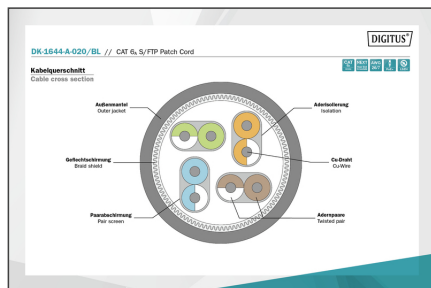 DIGITUS®
DK-1644-A-020/BL // CAT 6A S/FTP Patch Cord
Kabelquerschnitt
Cable cross section
Außenmantel
Outer jacket
Aderisolierung
Isolation
Geflechtschirmung
Braid shield
Cu-Draht
Cu-Wire
Paarabschirmung
Pair screen
Adernpaare
Twisted pair